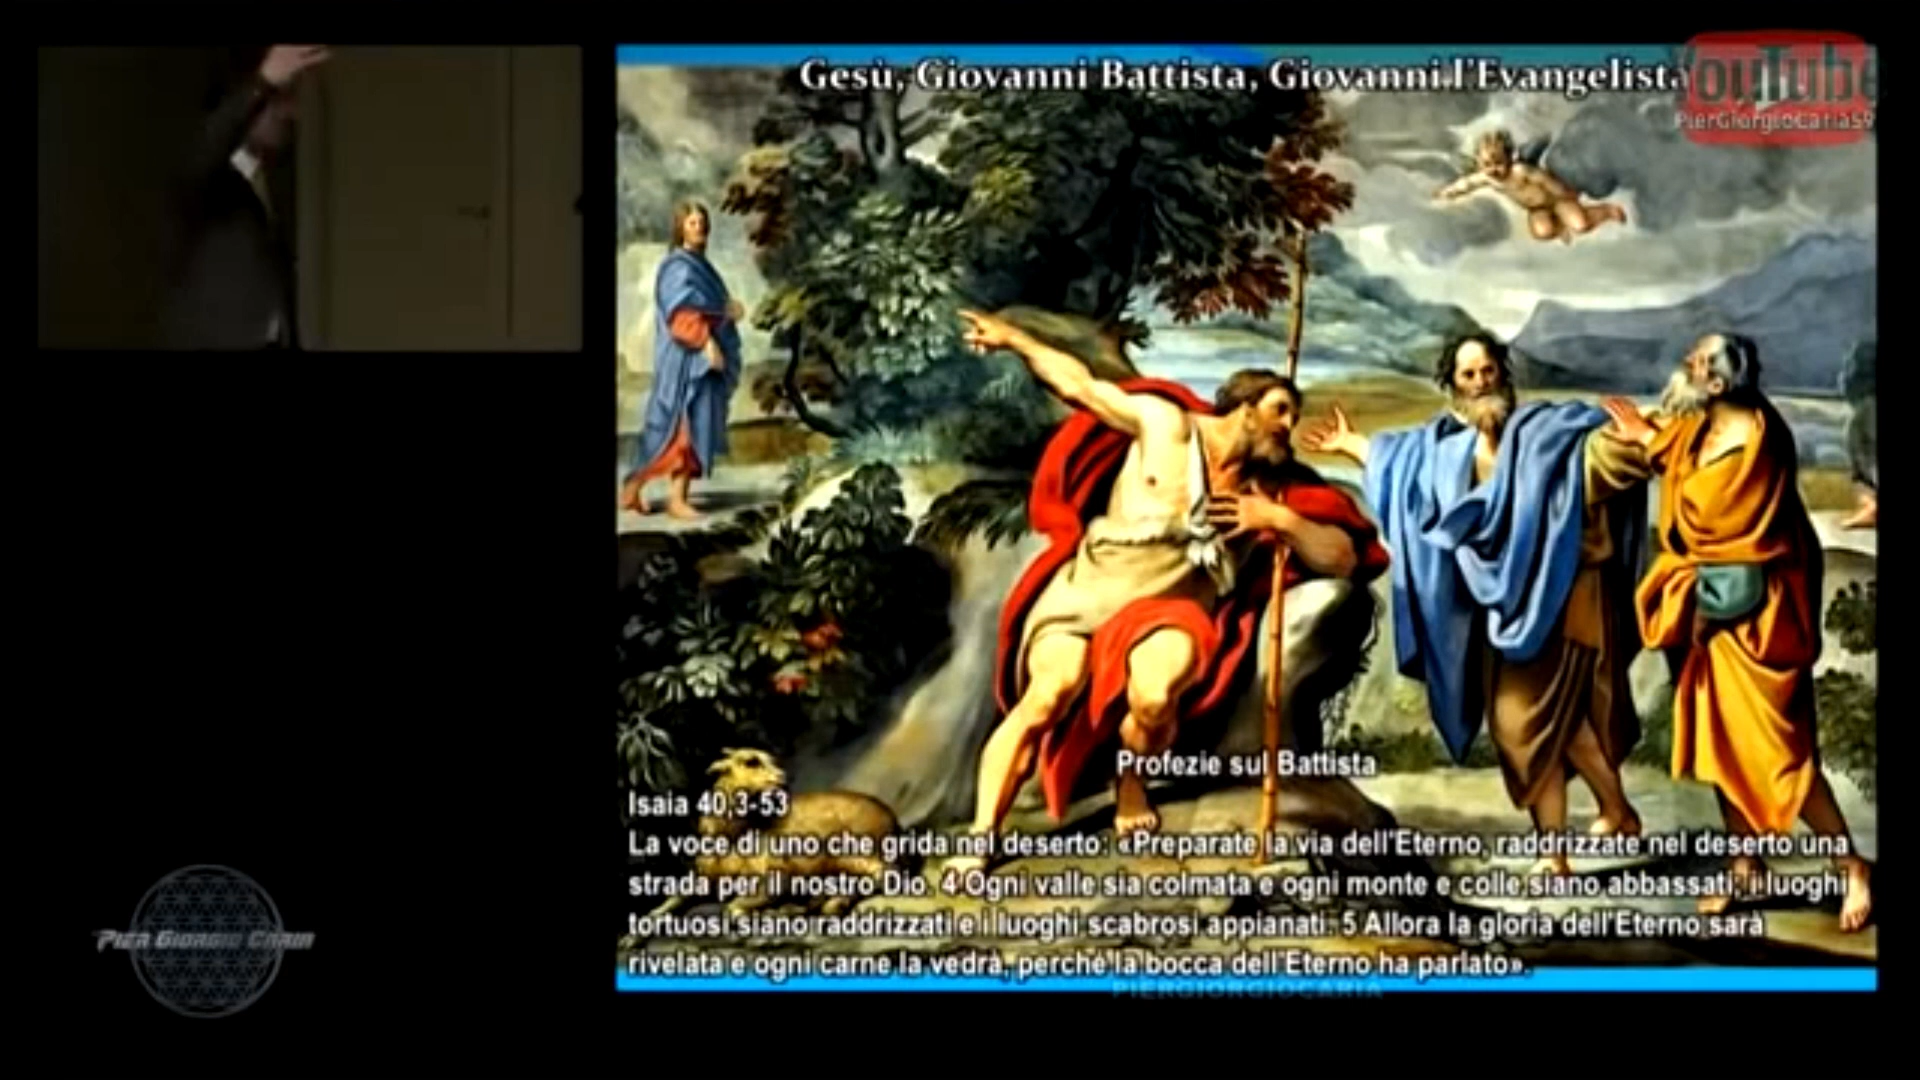 Gesù, Giovanni Battista, Giovanni l'Evangelista
YouTube
PierGiorgioCaria59
Profezie sul Battista
Isaia 40,3-53
La voce di uno che grida nel deserto: «Preparate la via dell'Eterno, raddrizzate nel deserto una
strada per il nostro Dio. 4 Ogni valle sia colmata e ogni monte e colle siano abbassati; i luoghi
tortuosi siano raddrizzati e i luoghi scabrosi appianati. 5 Allora la gloria dell'Eterno sarà
rivelata e ogni carne la vedrà, perché la bocca dell'Eterno ha parlato».
PIERGIORGIOCARIA
Pier Giorgio Caria